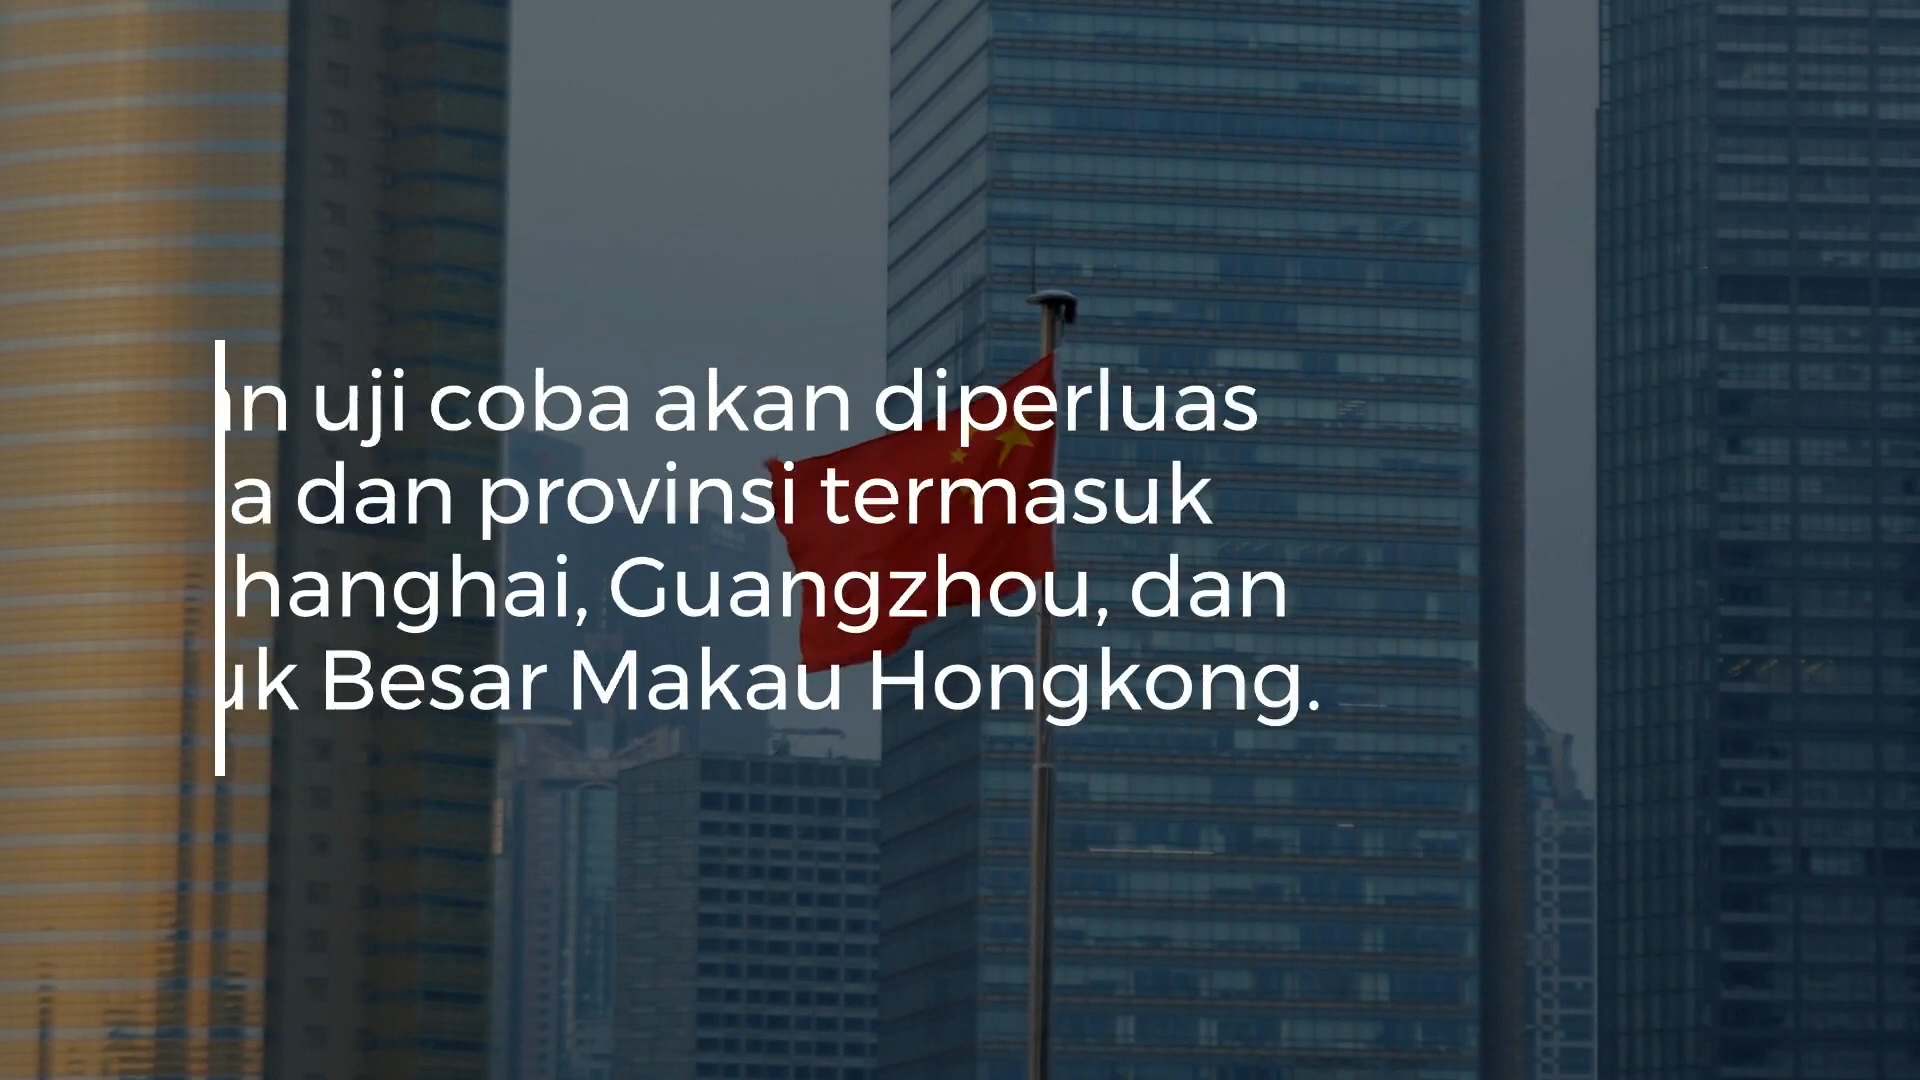 uji coba akan diperluas
dan provinsi termasuk
hanghai, Guangzhou, dan
Besar Makau Hongkong.